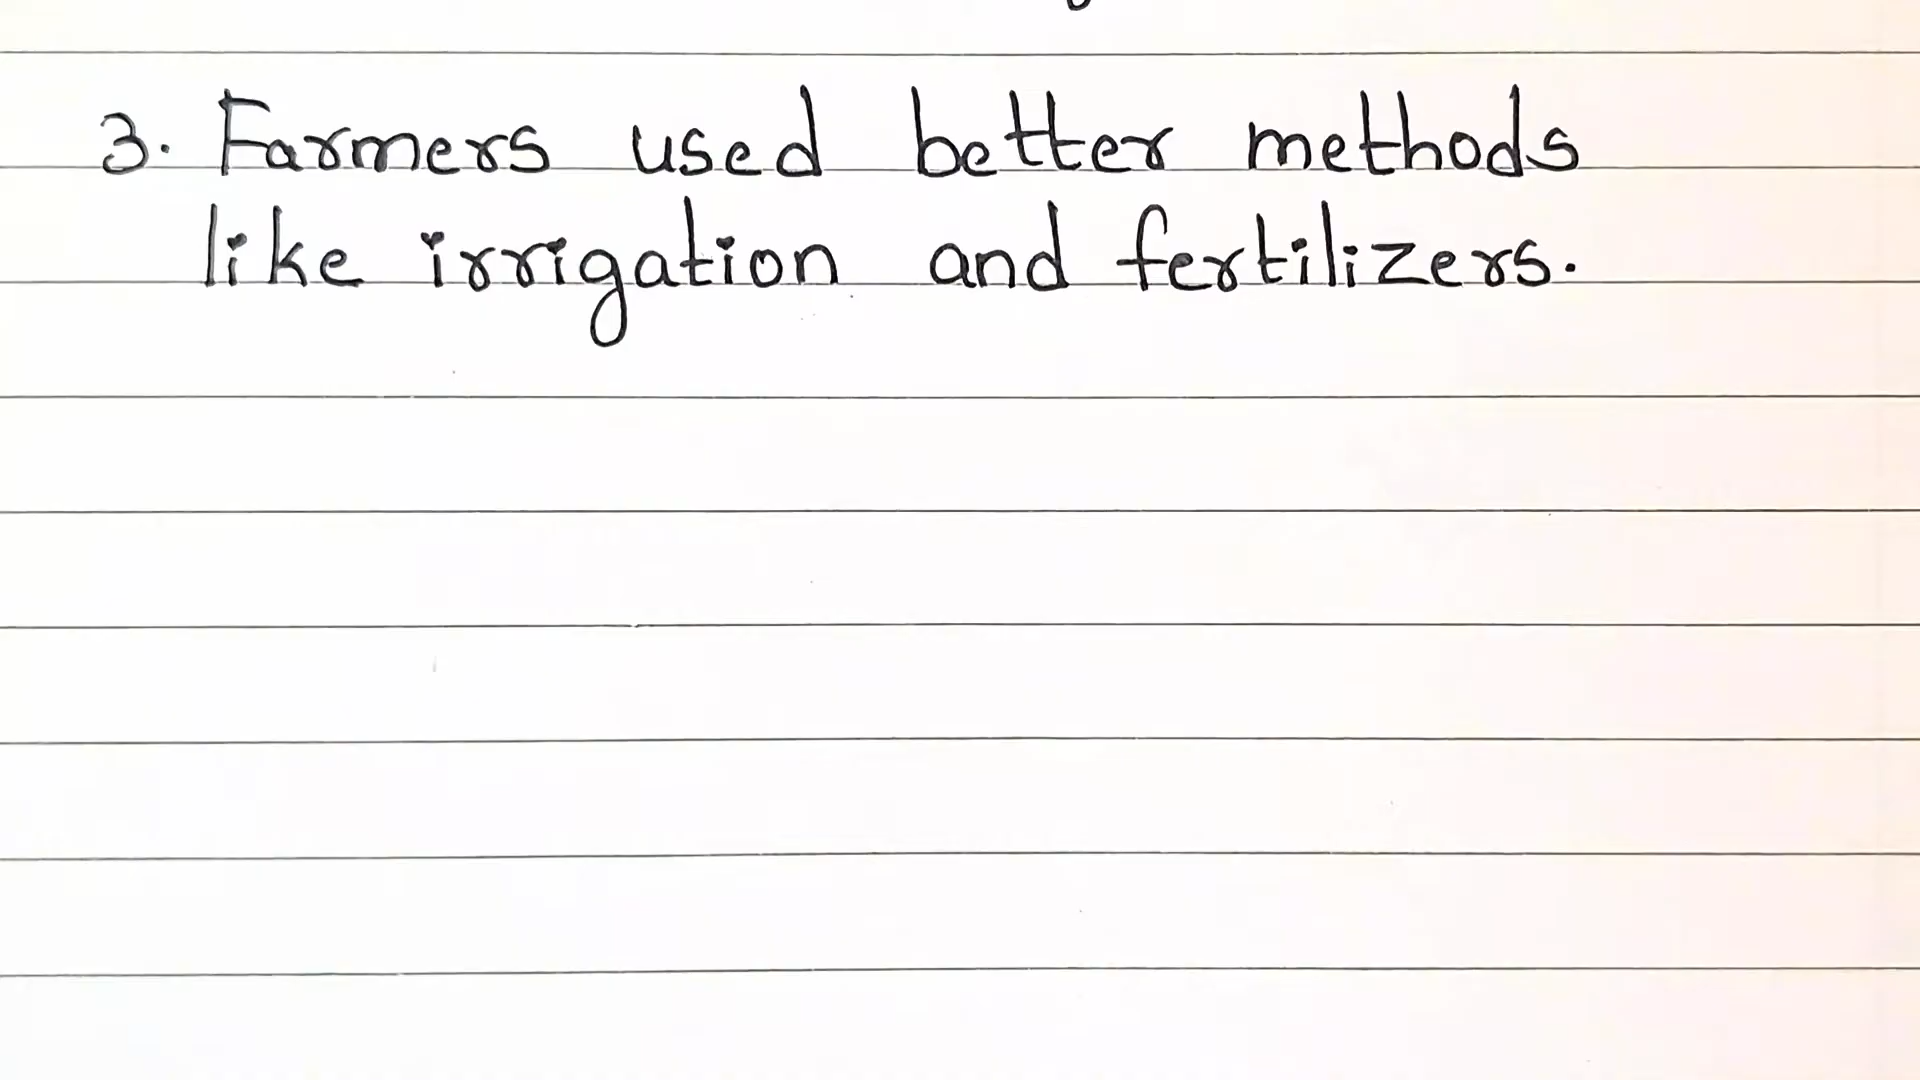 3. Farmers used better methods
like irrigation and fertilizers.